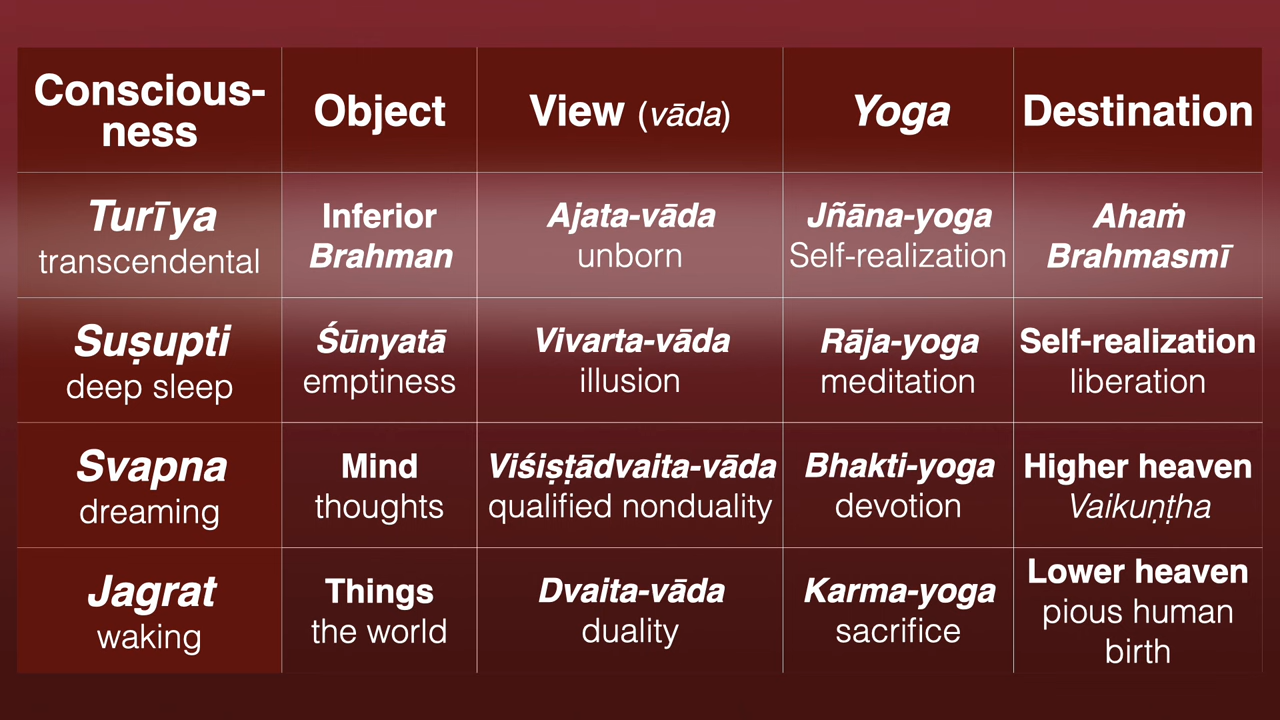 Conscious-
ness
Object
View (vāda)
Yoga
Destination
Turīya
transcendental
Inferior
Brahman
Ajata-vāda
unborn
Jñāna-yoga
Self-realization
Ahaṁ
Brahmasmī
Suṣupti
deep sleep
Śūnyatā
emptiness
Vivarta-vāda
illusion
Rāja-yoga
meditation
Self-realization
liberation
Svapna
dreaming
Mind
thoughts
Viśiṣṭādvaita-vāda
qualified nonduality
Bhakti-yoga
devotion
Higher heaven
Vaikuṇṭha
Jagrat
waking
Things
the world
Dvaita-vāda
duality
Karma-yoga
sacrifice
Lower heaven
pious human
birth